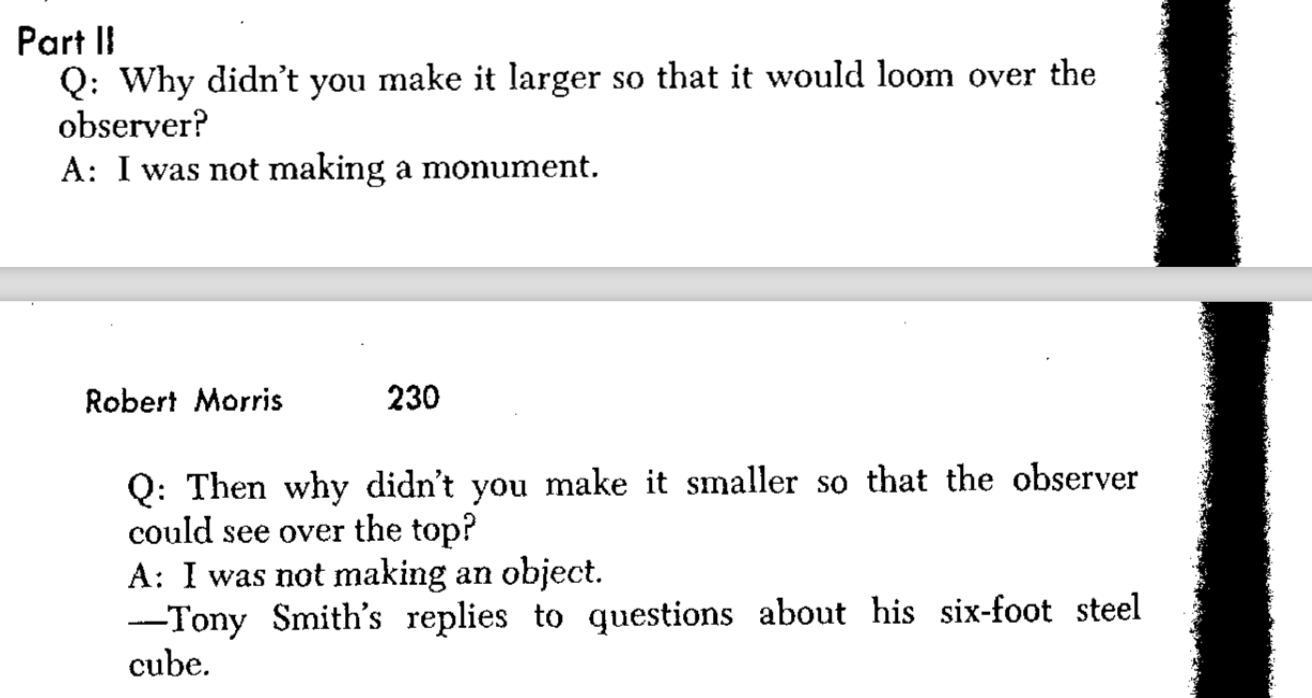 Part II
Q: Why didn't you make it larger so that it would loom over the
observer?
A: I was not making a monument.
Robert Morris 230
Q: Then why didn't you make it smaller so that the observer
could see over the top?
A: I was not making an object.
—Tony Smith's replies to questions about his six-foot steel
cube.